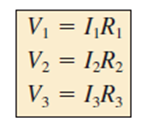 V₁ = I₁R₁
V₂ = I₂R₂
V₃ = I₃R₃